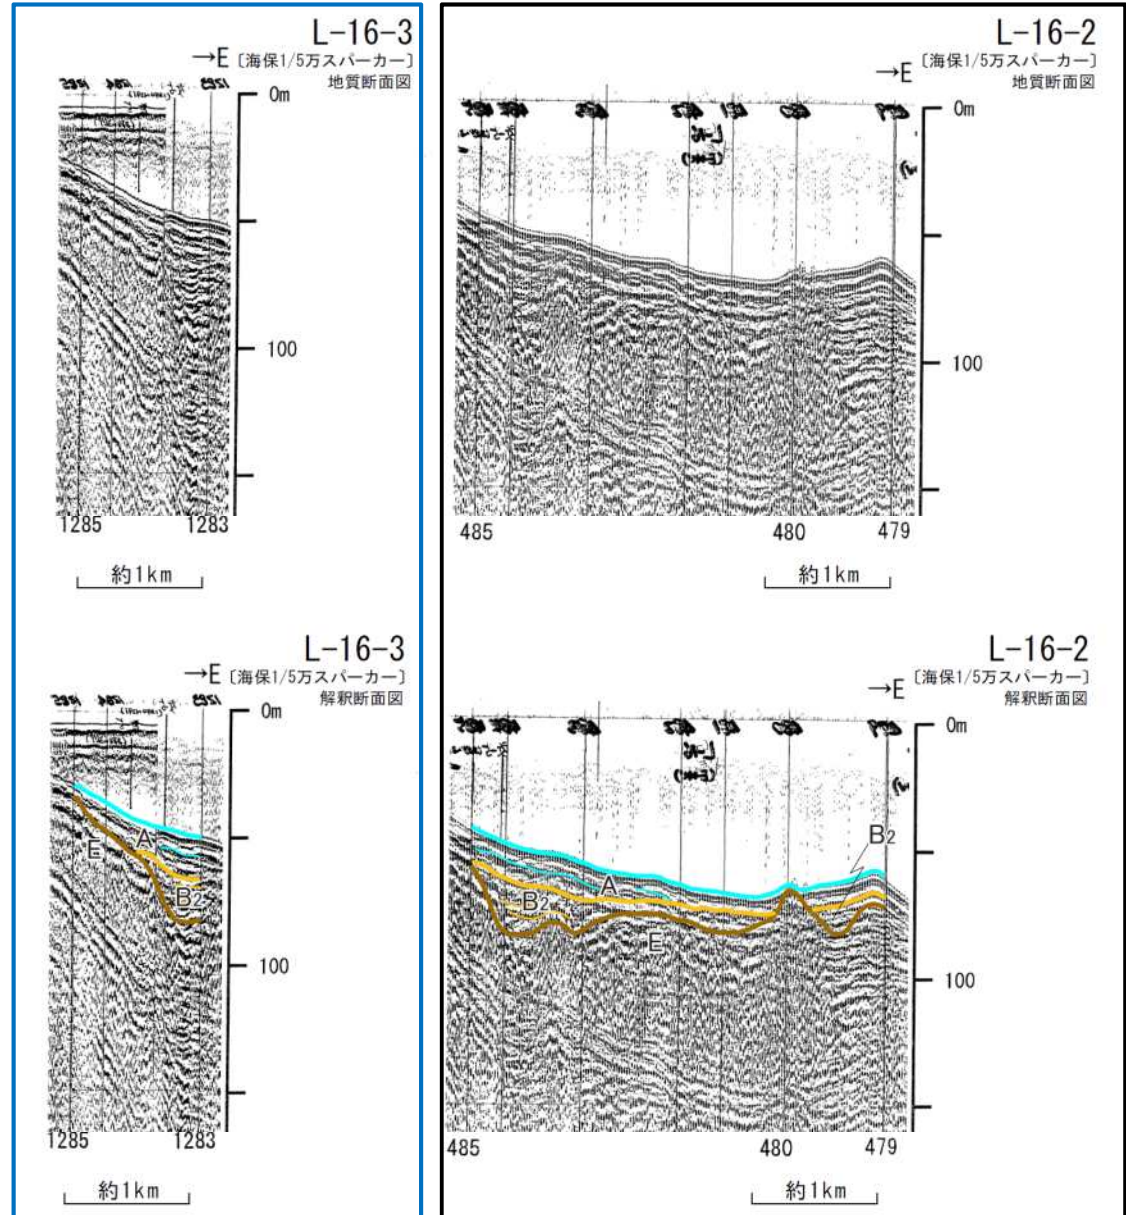 L-16-3
→E〔海保1/5万スパーカー〕
地質断面図
0m
100
1285 1283
約1km
L-16-2
→E〔海保1/5万スパーカー〕
地質断面図
0m
100
485 480 479
約1km
L-16-3
→E〔海保1/5万スパーカー〕
解釈断面図
0m
A
E
B2
100
1285 1283
約1km
L-16-2
→E〔海保1/5万スパーカー〕
解釈断面図
0m
B2
A
B2
E
100
485 480 479
約1km